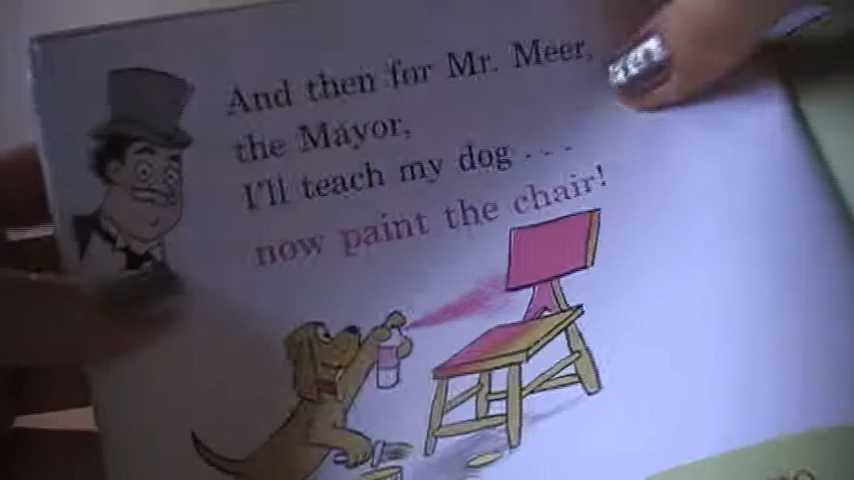 And then for Mr. Meer,
the Mayor,
I'll teach my dog . . .
now paint the chair!